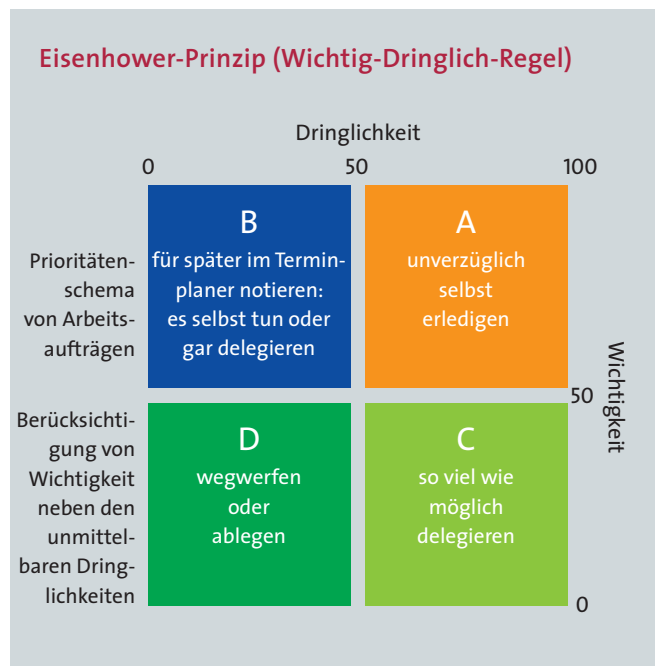 Eisenhower-Prinzip (Wichtig-Dringlich-Regel)
Dringlichkeit
0 50 100
Prioritäten-
schema
von Arbeits-
aufträgen
B
für später im Termin-
planer notieren:
es selbst tun oder
gar delegieren
A
unverzüglich
selbst
erledigen
Wichtigkeit
50
Berücksichti-
gung von
Wichtigkeit
neben den
unmittel-
baren Dring-
lichkeiten
D
wegwerfen
oder
ablegen
C
so viel wie
möglich
delegieren
0